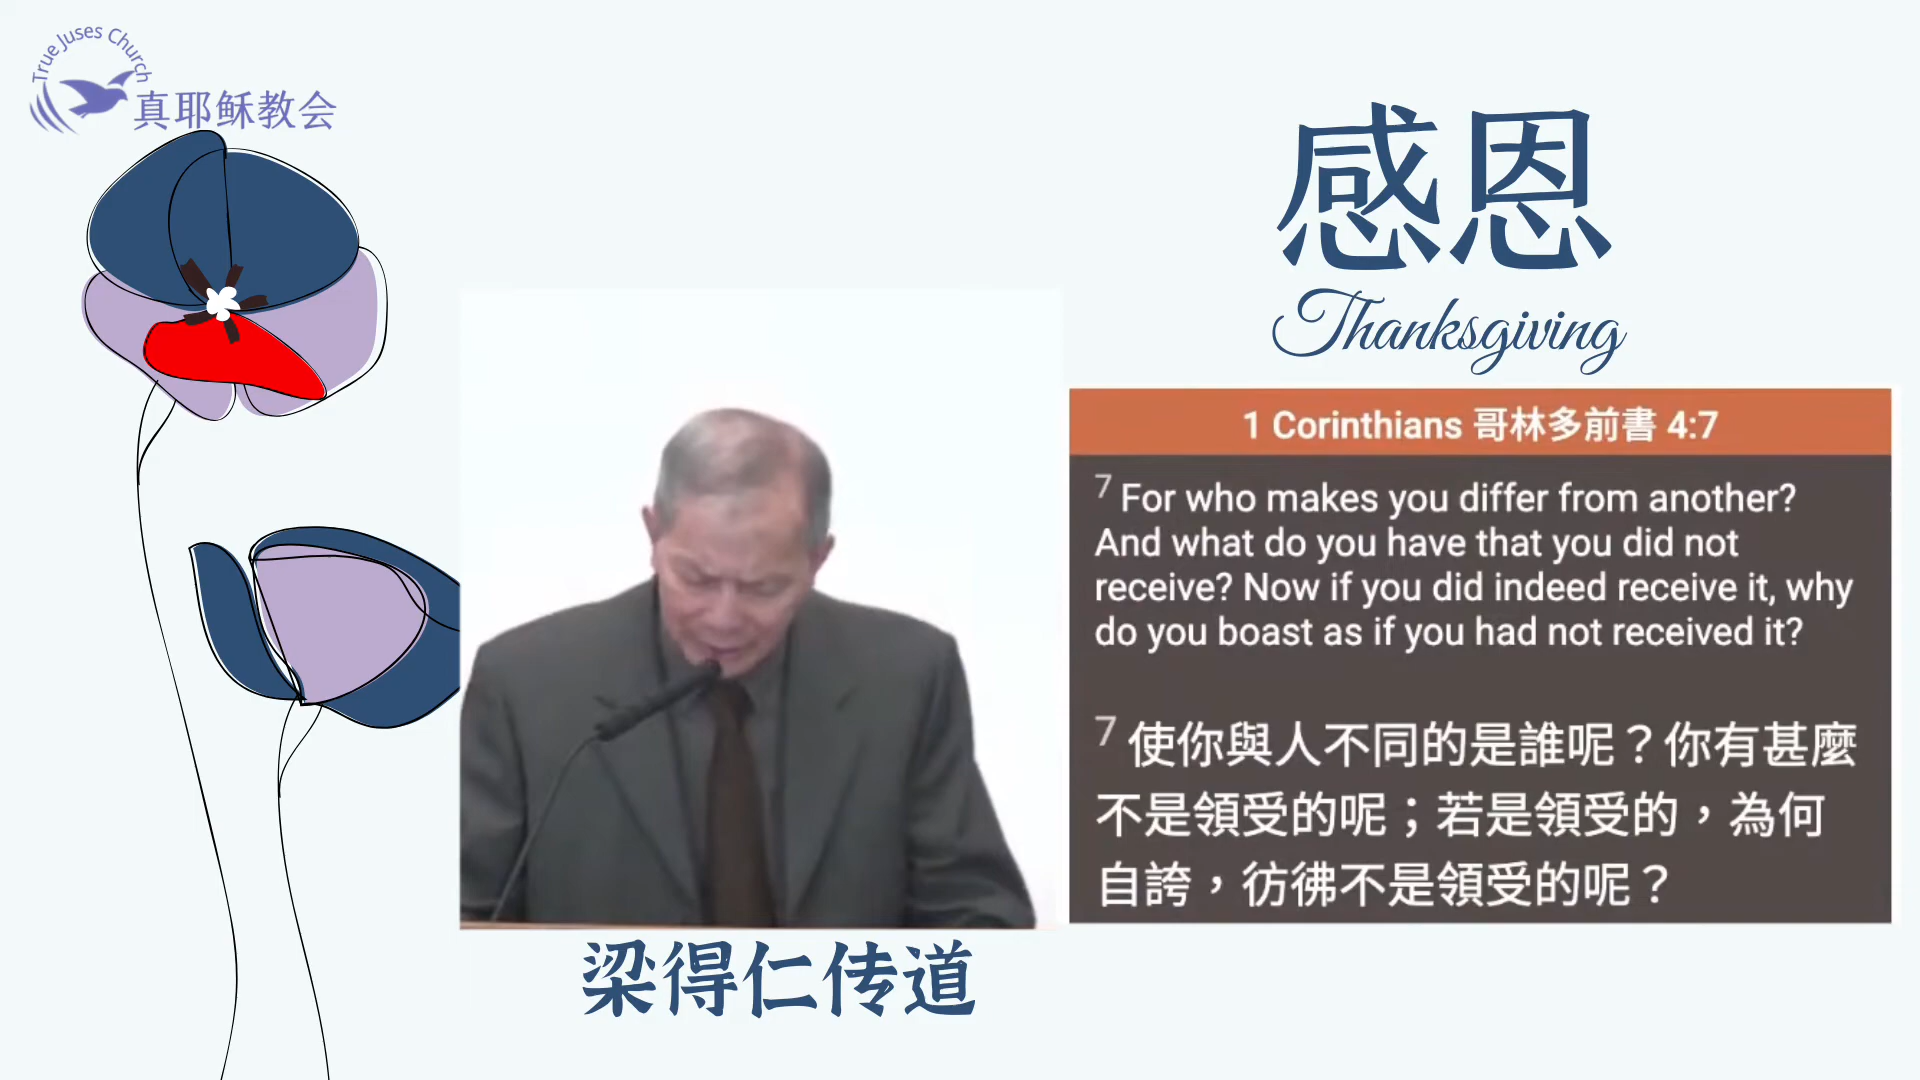 True Juses Church
真耶稣教会
感恩
Thanksgiving
1 Corinthians 哥林多前書 4:7
7 For who makes you differ from another?
And what do you have that you did not
receive? Now if you did indeed receive it, why
do you boast as if you had not received it?
7 使你與人不同的是誰呢？你有甚麼
不是領受的呢；若是領受的，為何
自誇，彷彿不是領受的呢？
梁得仁传道